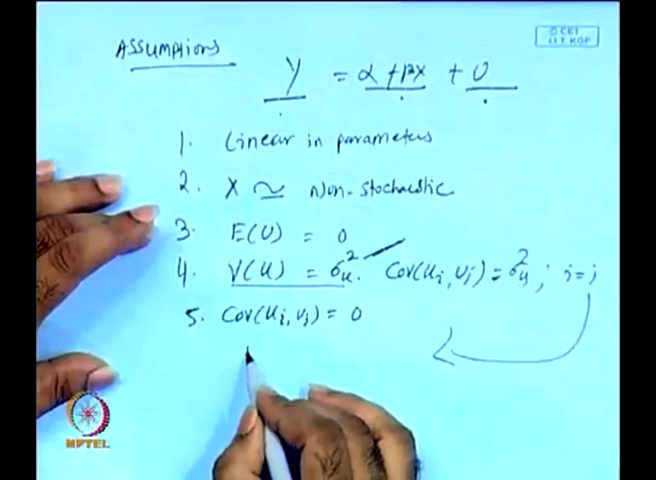 © CET
I.I.T. KGP
ASSUMPTIONS
Y = α + βX + U
1. Linear in parameters
2. X ≃ Non-stochastic
3. E(U) = 0
4. V(U) = σu². Cov(Ui, Uj) = σu²; i=j
5. Cov(Ui, Uj) = 0
NPTEL